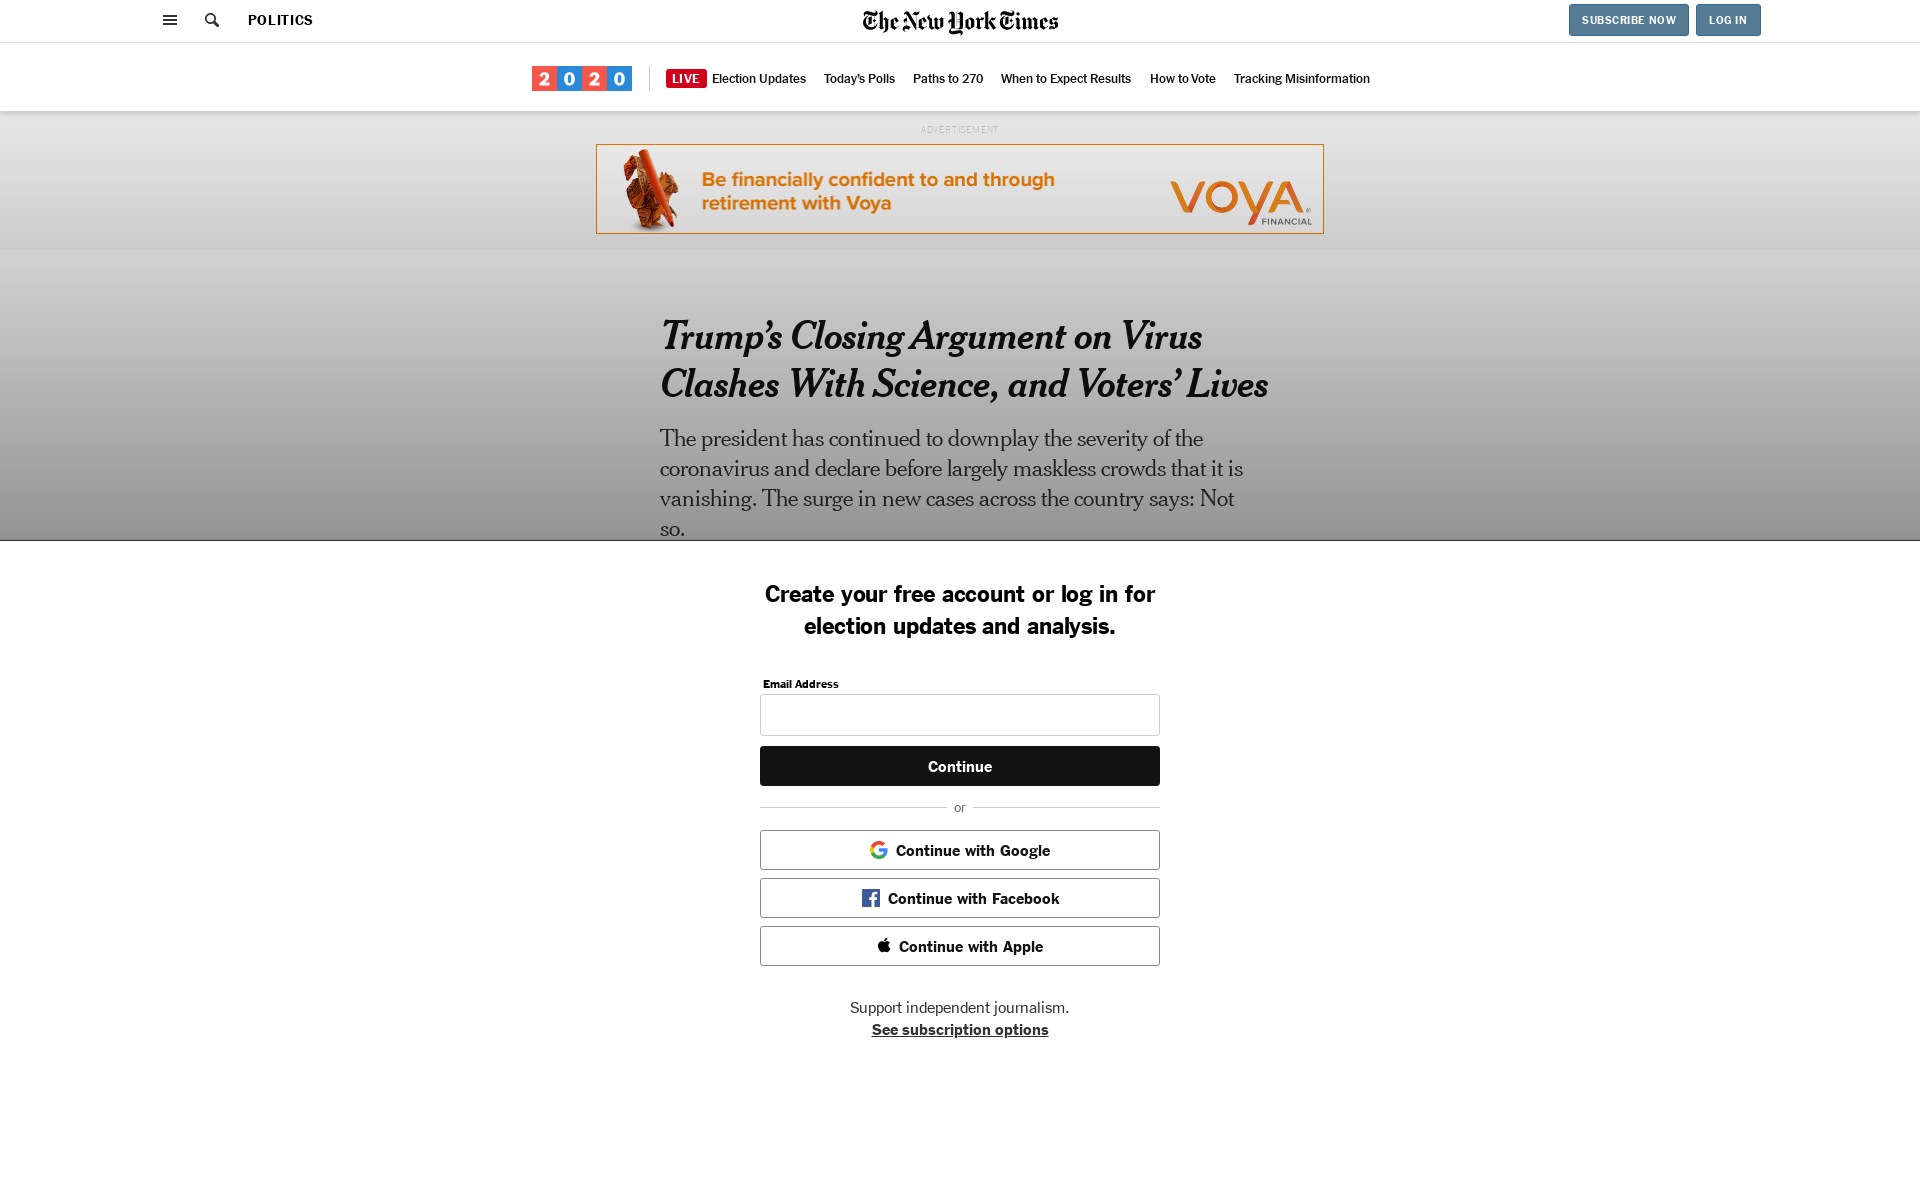 POLITICS
The New York Times
SUBSCRIBE NOW
LOG IN
2020
LIVE Election Updates
Today's Polls
Paths to 270
When to Expect Results
How to Vote
Tracking Misinformation
ADVERTISEMENT
Be financially confident to and through
retirement with Voya
VOYA®
FINANCIAL
Trump's Closing Argument on Virus
Clashes With Science, and Voters' Lives
The president has continued to downplay the severity of the
coronavirus and declare before largely maskless crowds that it is
vanishing. The surge in new cases across the country says: Not
so.
Create your free account or log in for
election updates and analysis.
Email Address
Continue
or
Continue with Google
Continue with Facebook
Continue with Apple
Support independent journalism.
See subscription options